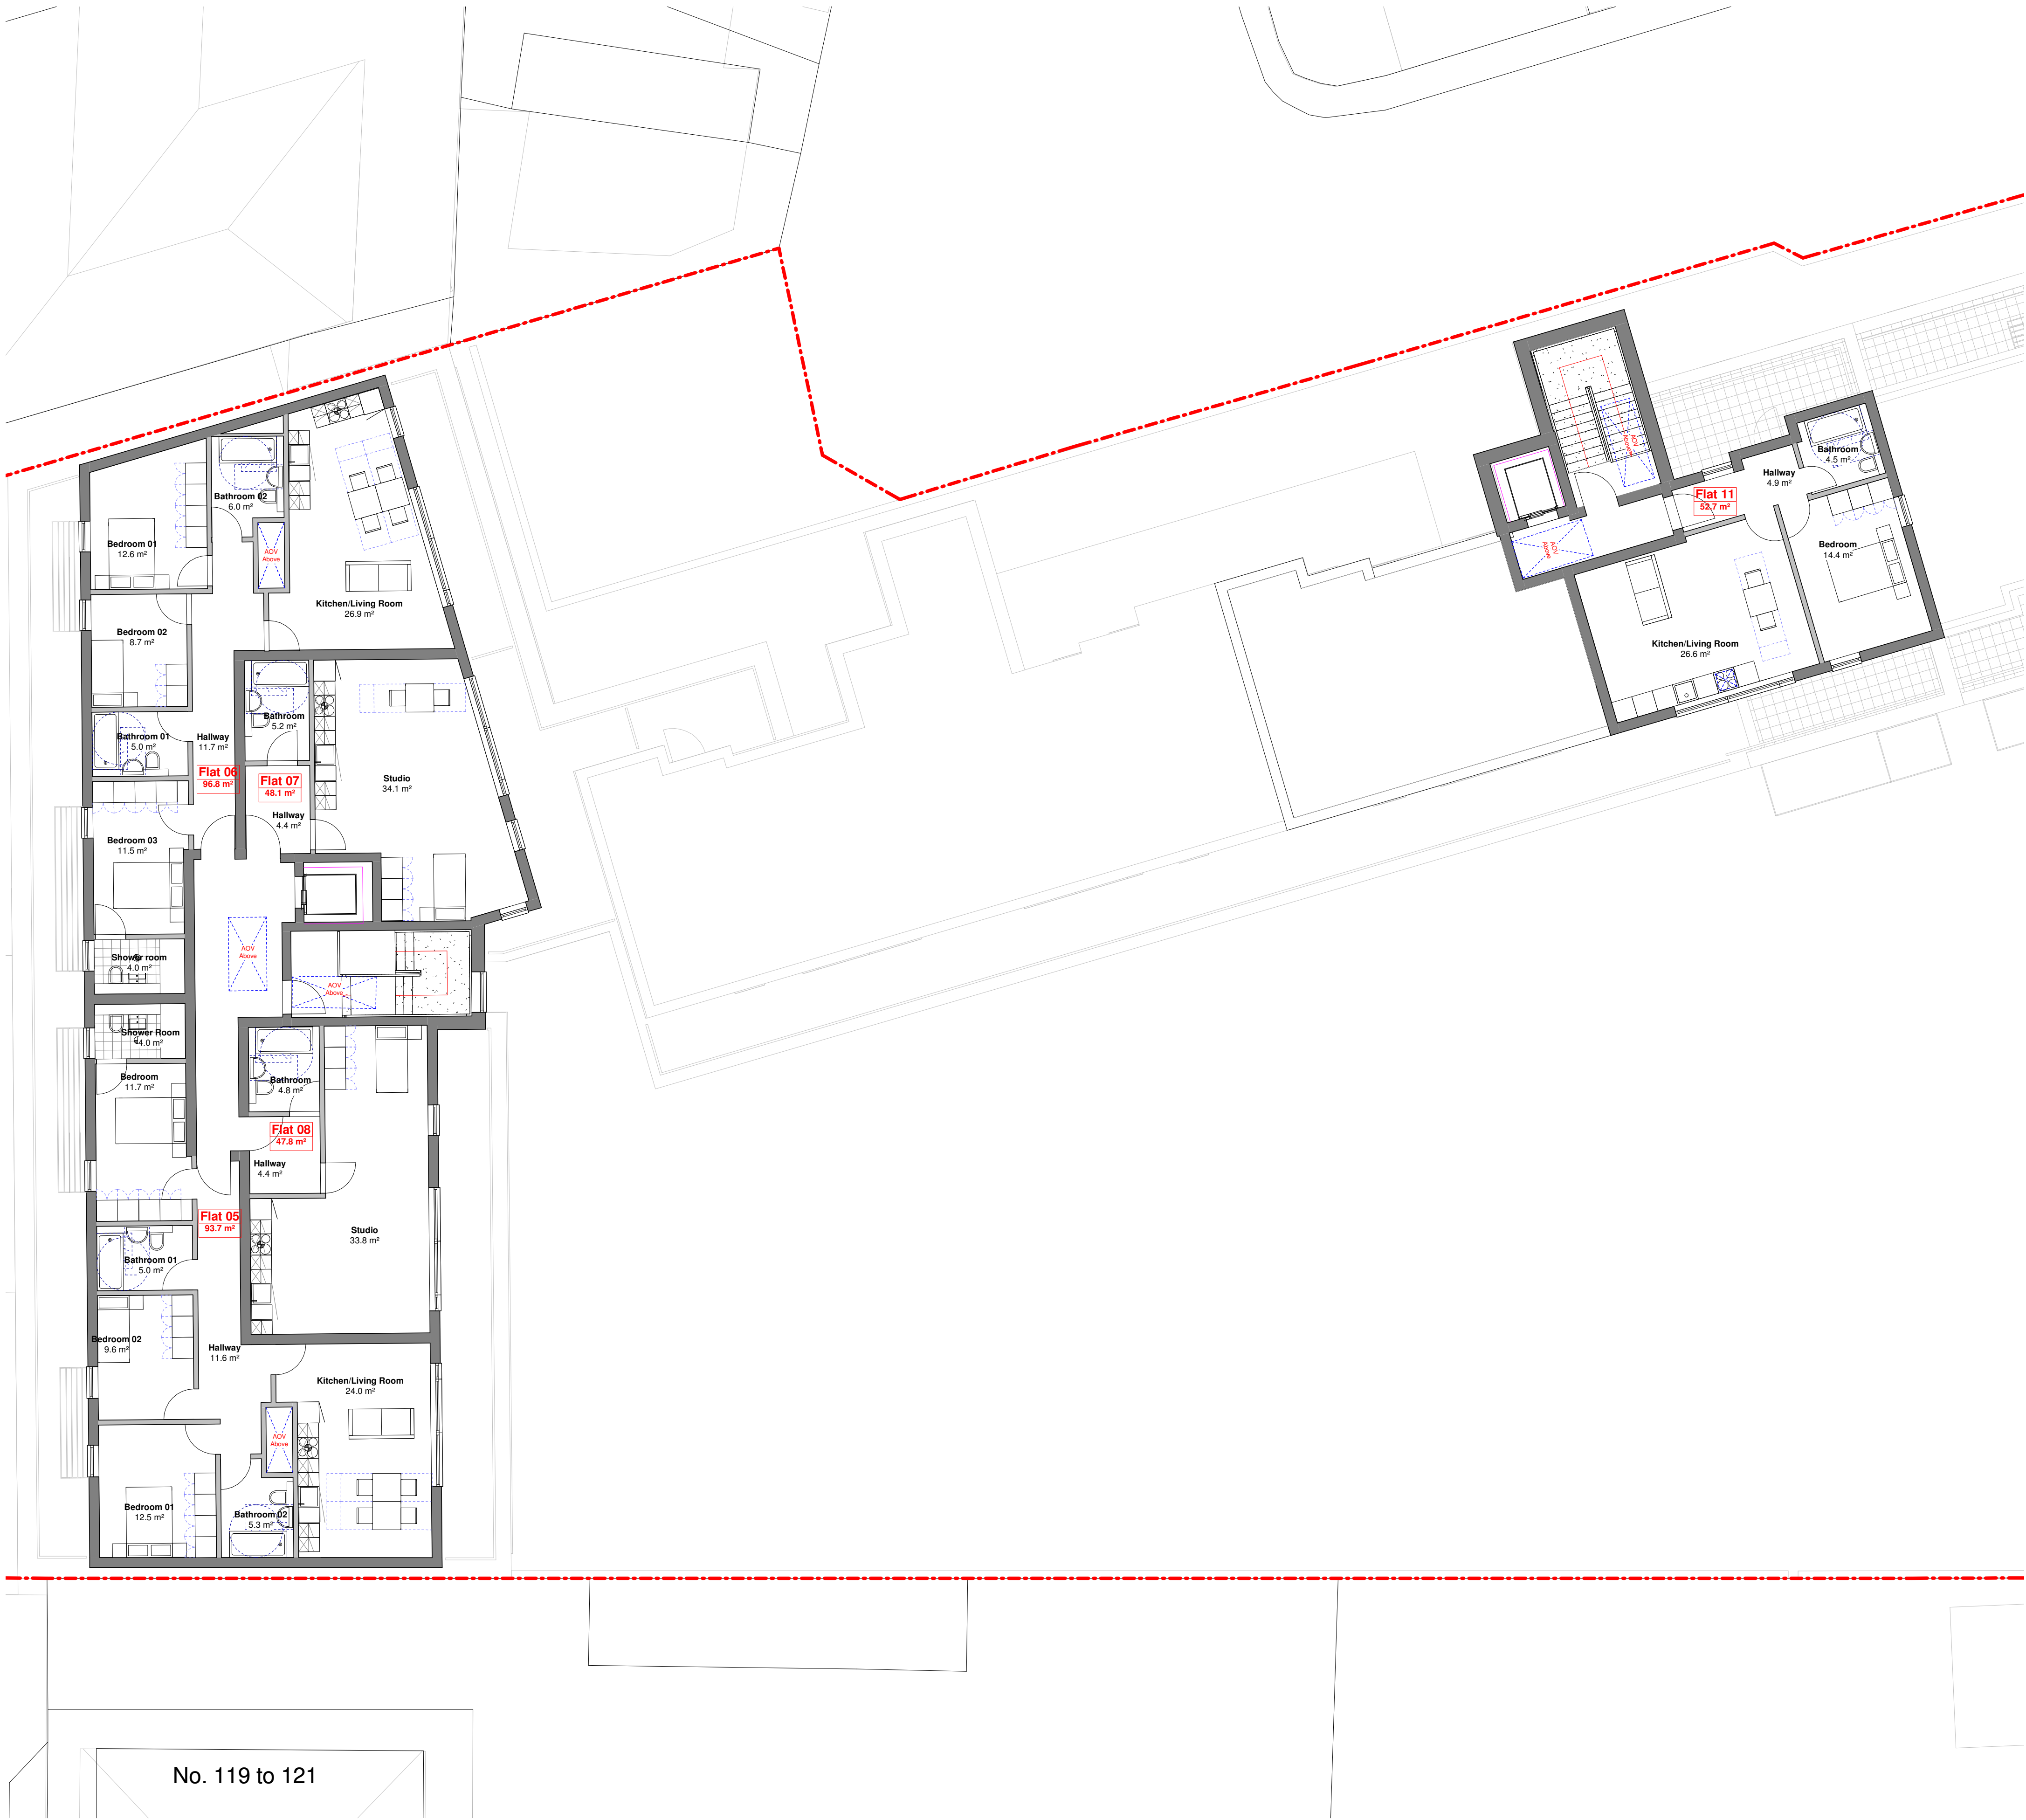 Bathroom 02
6.0 m²
Bedroom 01
12.6 m²
AOV
Above
Kitchen/Living Room
26.9 m²
Bedroom 02
8.7 m²
Bathroom 01
5.0 m²
Hallway
11.7 m²
Flat 06
96.8 m²
Bathroom
5.2 m²
Flat 07
48.1 m²
Studio
34.1 m²
Hallway
4.4 m²
Bedroom 03
11.5 m²
AOV
Above
Shower room
4.0 m²
AOV
Above
Shower Room
4.0 m²
Bedroom
11.7 m²
Bathroom
4.8 m²
Flat 08
47.8 m²
Hallway
4.4 m²
Flat 05
93.7 m²
Studio
33.8 m²
Bathroom 01
5.0 m²
Bedroom 02
9.6 m²
Hallway
11.6 m²
Kitchen/Living Room
24.0 m²
AOV
Above
Bedroom 01
12.5 m²
Bathroom 02
5.3 m²
AOV
Above
Bathroom
4.5 m²
Hallway
4.9 m²
Flat 11
52.7 m²
AOV
Above
Bedroom
14.4 m²
Kitchen/Living Room
26.6 m²
No. 119 to 121